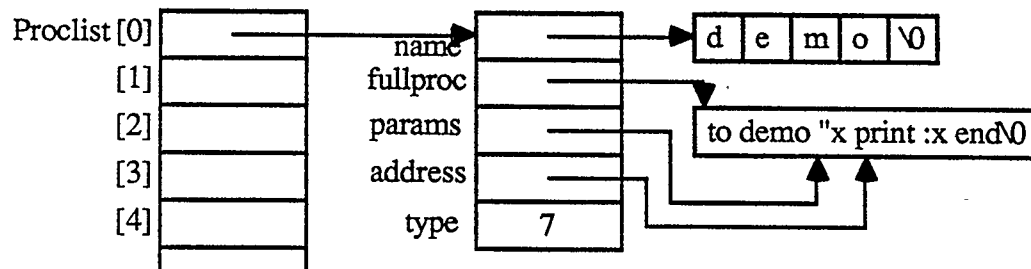 Proclist [0]
[1]
[2]
[3]
[4]
name
fullproc
params
address
type
7
d e m o \0
to demo "x print :x end\0